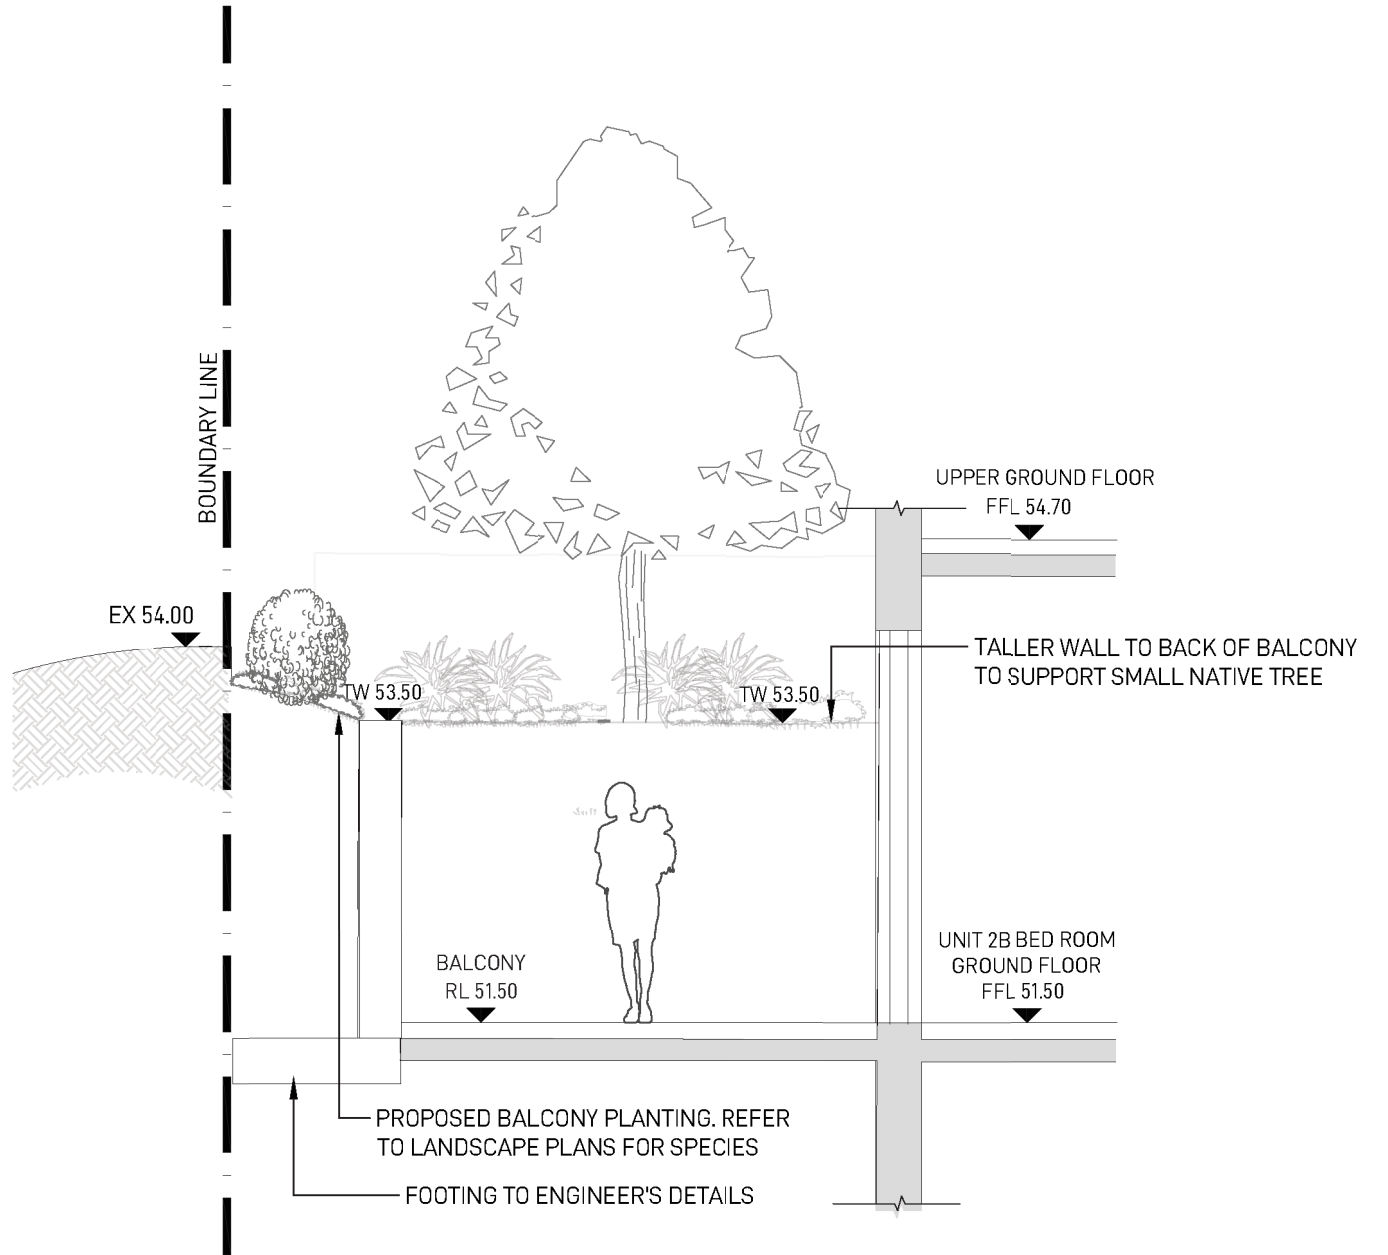 BOUNDARY LINE
UPPER GROUND FLOOR
FFL 54.70
EX 54.00
TALLER WALL TO BACK OF BALCONY
TO SUPPORT SMALL NATIVE TREE
TW 53.50
TW 53.50
UNIT 2B BED ROOM
GROUND FLOOR
FFL 51.50
BALCONY
RL 51.50
PROPOSED BALCONY PLANTING. REFER
TO LANDSCAPE PLANS FOR SPECIES
FOOTING TO ENGINEER'S DETAILS